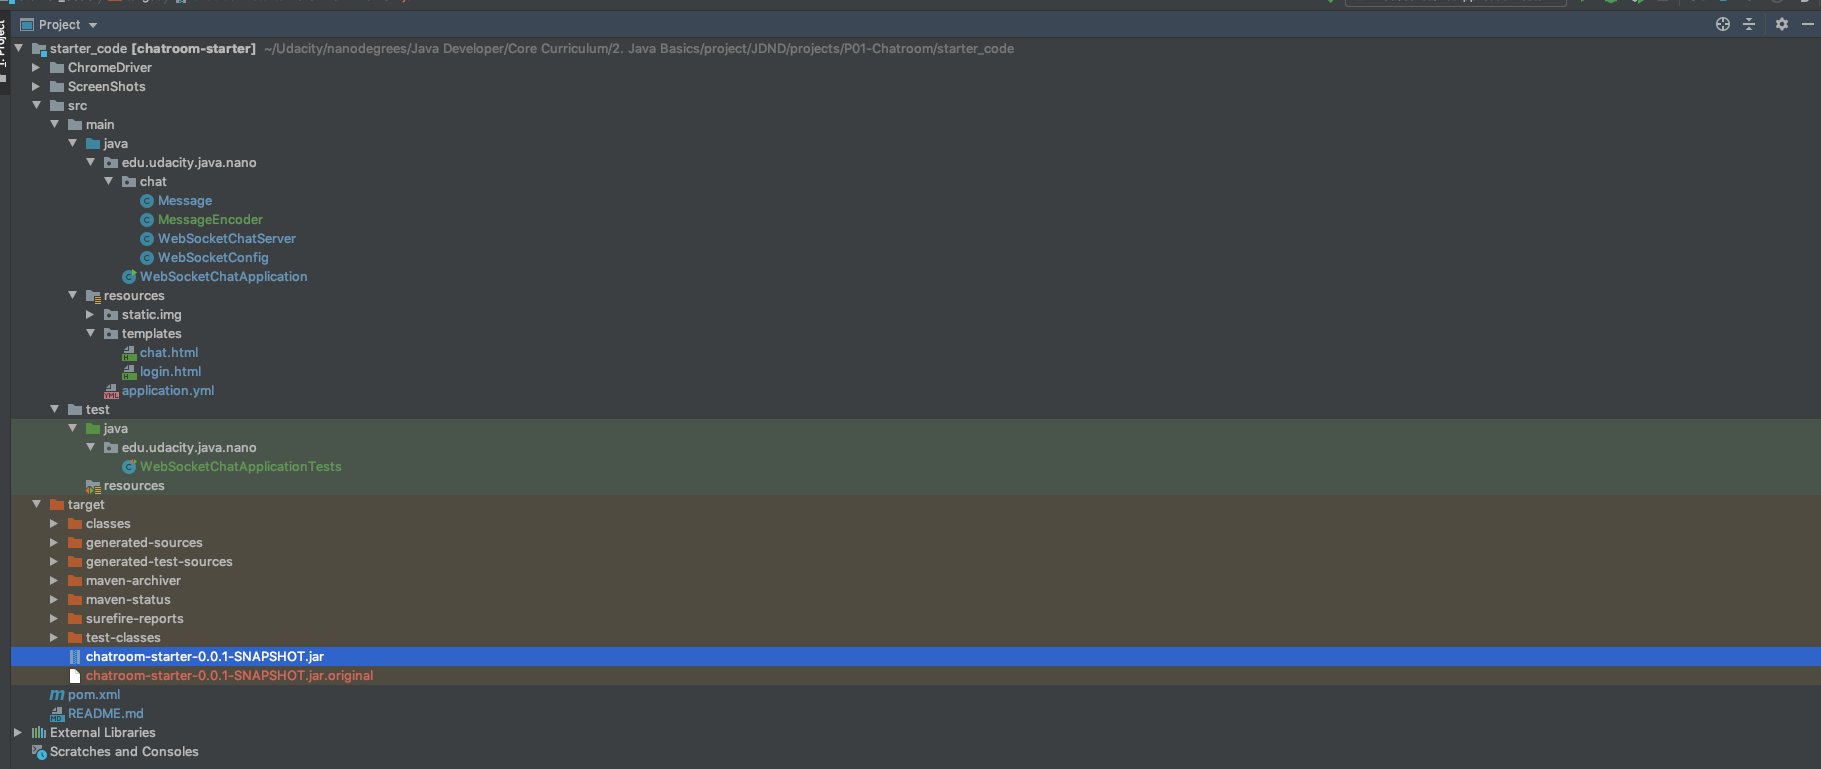 1: Project
Project
starter_code [chatroom-starter] ~/Udacity/nanodegrees/Java Developer/Core Curriculum/2. Java Basics/project/JDND/projects/P01-Chatroom/starter_code
ChromeDriver
ScreenShots
src
main
java
edu.udacity.java.nano
chat
Message
MessageEncoder
WebSocketChatServer
WebSocketConfig
WebSocketChatApplication
resources
static.img
templates
chat.html
login.html
application.yml
test
java
edu.udacity.java.nano
WebSocketChatApplicationTests
resources
target
classes
generated-sources
generated-test-sources
maven-archiver
maven-status
surefire-reports
test-classes
chatroom-starter-0.0.1-SNAPSHOT.jar
chatroom-starter-0.0.1-SNAPSHOT.jar.original
pom.xml
README.md
External Libraries
Scratches and Consoles